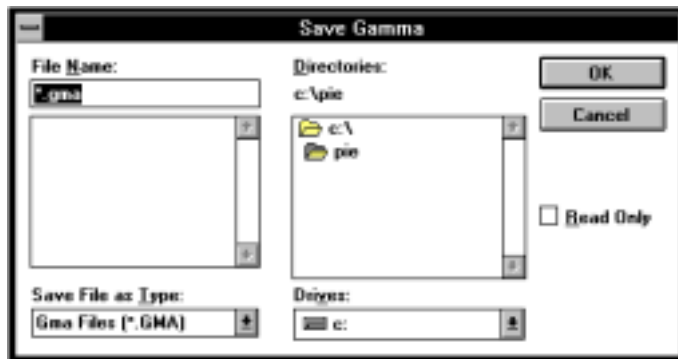 Save Gamma
File Name:
*.gma
Directories:
c:\pie
c:\
pie
OK
Cancel
Read Only
Save File as Type:
Gma Files (*.GMA)
Drives:
c: